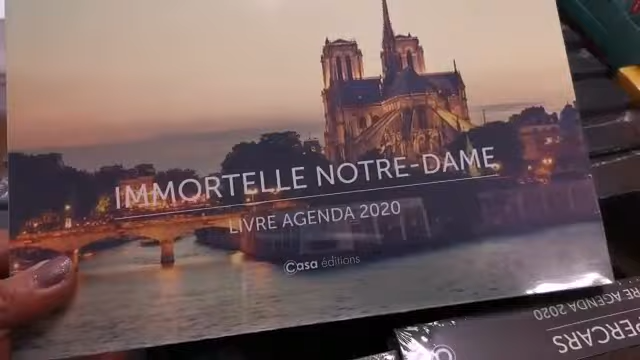 IMMORTELLE NOTRE-DAME
LIVRE AGENDA 2020
Casa éditions
PERCARS
RE AGENDA 2020